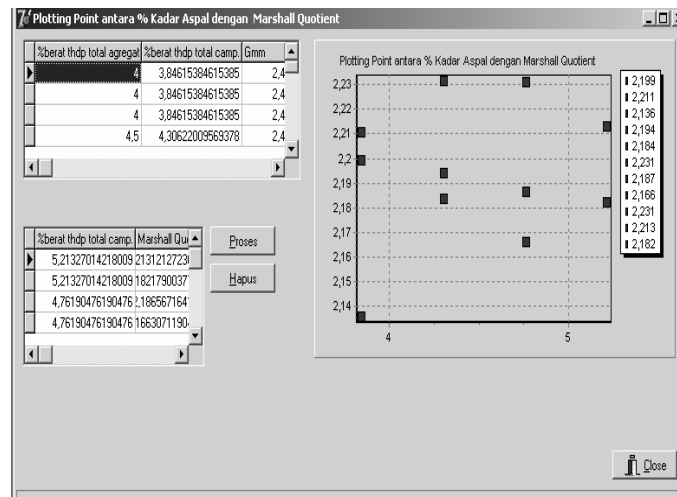 Plotting Point antara % Kadar Aspal dengan Marshall Quotient
%berat thdp total agregat %berat thdp total camp. Gmm
4 3,84615384615385 2,4
4 3,84615384615385 2,4
4 3,84615384615385 2,4
4,5 4,30622009569378 2,4
%berat thdp total camp. Marshall Qu
5,21327014218009
5,21327014218009
4,76190476190476
4,76190476190476
Proses
Hapus
Plotting Point antara % Kadar Aspal dengan Marshall Quotient
2,23
2,22
2,21
2,2
2,19
2,18
2,17
2,16
2,15
2,14
4 5
2,199
2,211
2,136
2,194
2,184
2,231
2,187
2,166
2,231
2,213
2,182
Close